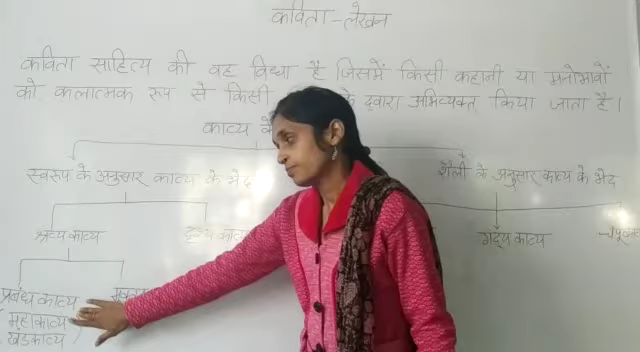 कविता-लेखन
कविता साहित्य की वह विधा है जिसमें किसी कहानी या मनोभावों
को कलात्मक रूप से किसी के द्वारा अभिव्यक्त किया जाता है।
काव्य के
स्वरूप के अनुसार काव्य के भेद
शैली के अनुसार काव्य के भेद
श्रव्य काव्य
दृश्य काव्य
गद्य काव्य
प्रबंध काव्य
महाकाव्य
खंडकाव्य